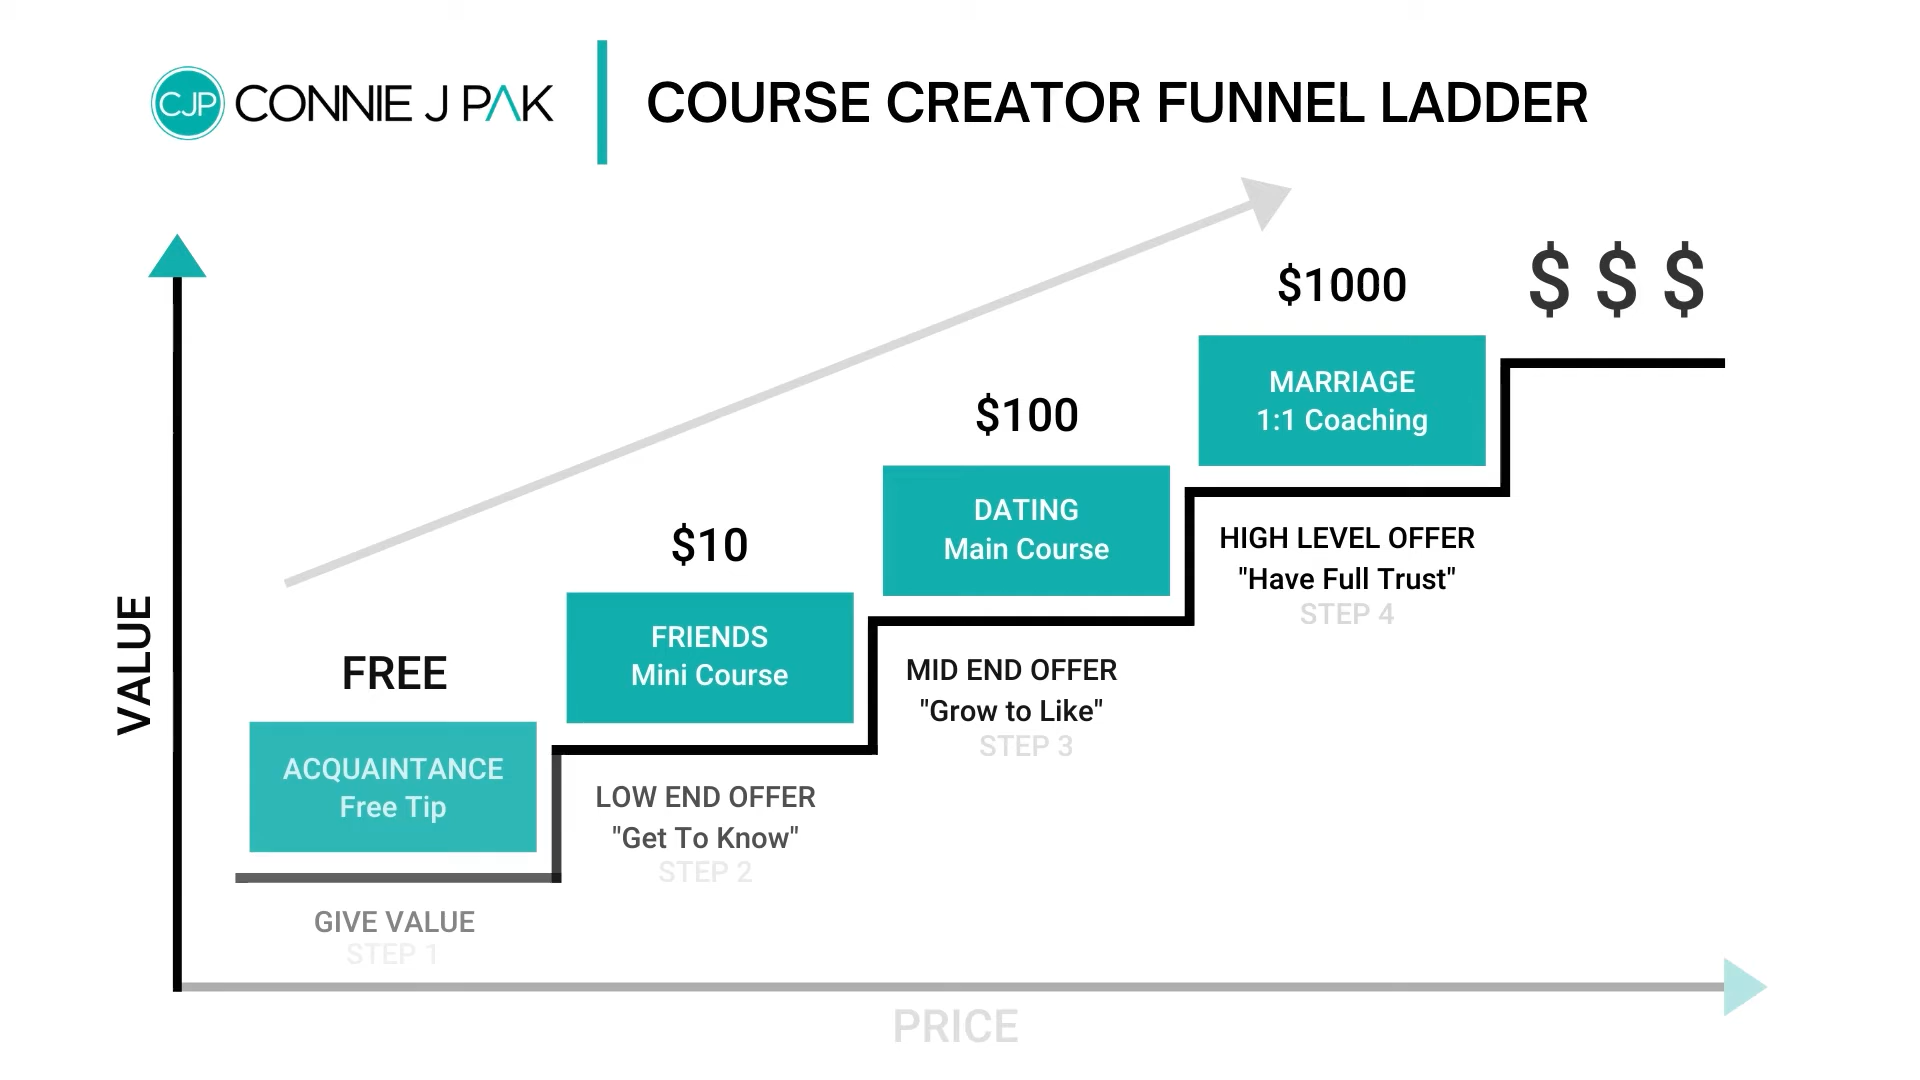 CJP CONNIE J PAK
COURSE CREATOR FUNNEL LADDER
VALUE
FREE
ACQUAINTANCE
Free Tip
GIVE VALUE
STEP 1
$10
FRIENDS
Mini Course
LOW END OFFER
"Get To Know"
STEP 2
$100
DATING
Main Course
MID END OFFER
"Grow to Like"
STEP 3
$1000
MARRIAGE
1:1 Coaching
HIGH LEVEL OFFER
"Have Full Trust"
STEP 4
$ $ $
PRICE